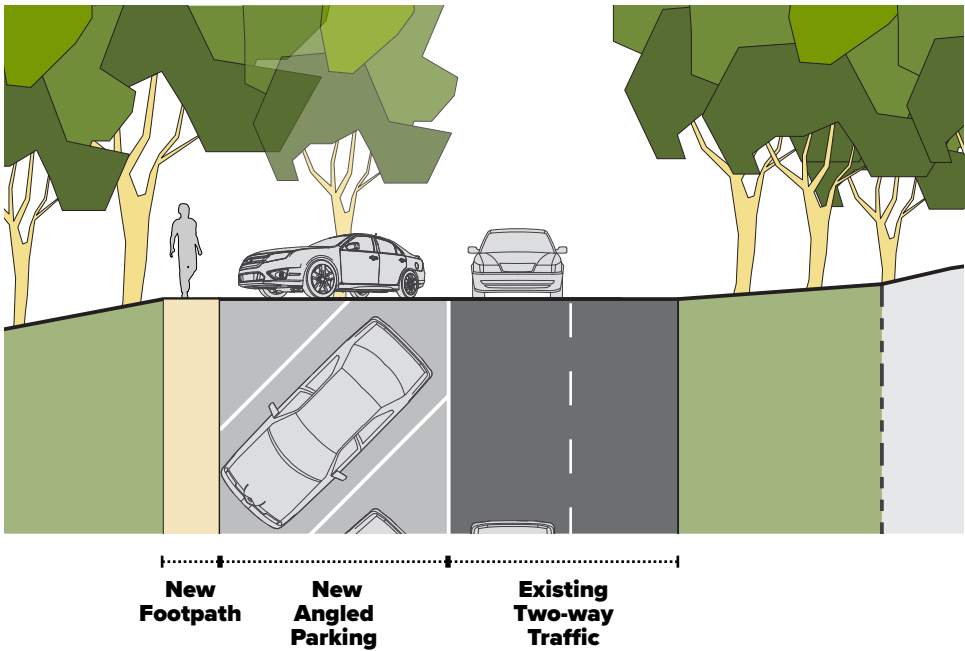 New
Footpath
New
Angled
Parking
Existing
Two-way
Traffic